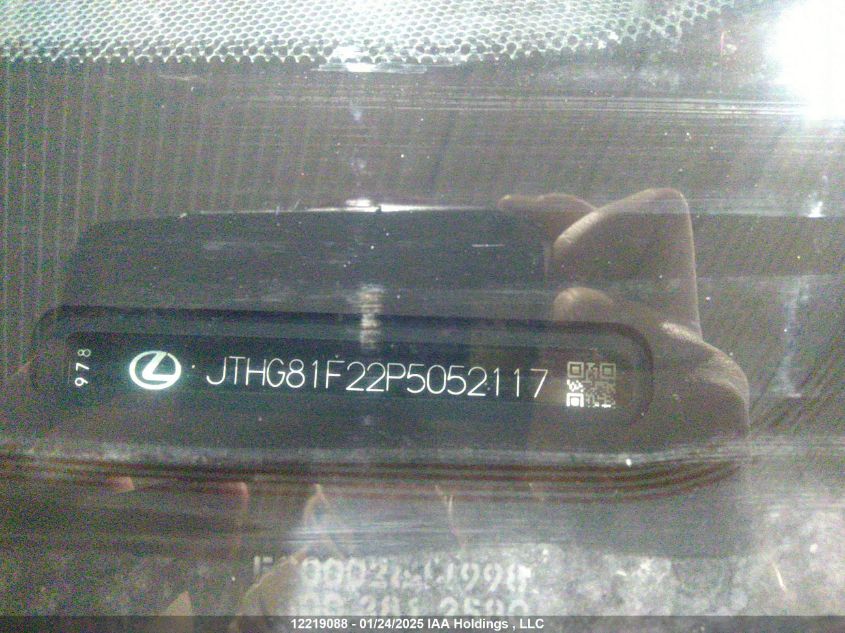 978
JTHG81F22P5052117
12219088 - 01/24/2025 IAA Holdings , LLC